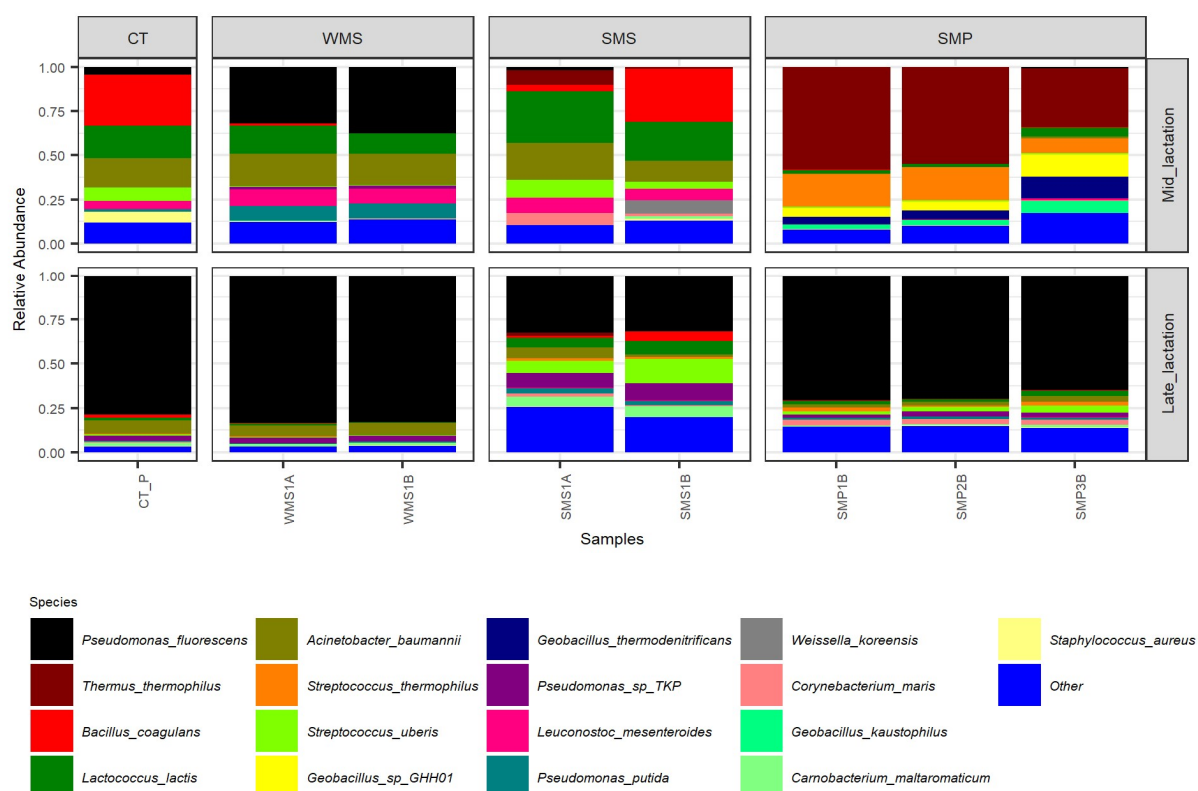 CT WMS SMS SMP
1.00
0.75
0.50
0.25
0.00
Mid_lactation
1.00
0.75
0.50
0.25
0.00
Late_lactation
Relative Abundance
CT_P WMS1A WMS1B SMS1A SMS1B SMP1B SMP2B SMP3B
Samples
Species
Pseudomonas_fluorescens Acinetobacter_baumannii Geobacillus_thermodenitrificans Weissella_koreensis Staphylococcus_aureus
Thermus_thermophilus Streptococcus_thermophilus Pseudomonas_sp_TKP Corynebacterium_maris Other
Bacillus_coagulans Streptococcus_uberis Leuconostoc_mesenteroides Geobacillus_kaustophilus
Lactococcus_lactis Geobacillus_sp_GHH01 Pseudomonas_putida Carnobacterium_maltaromaticum